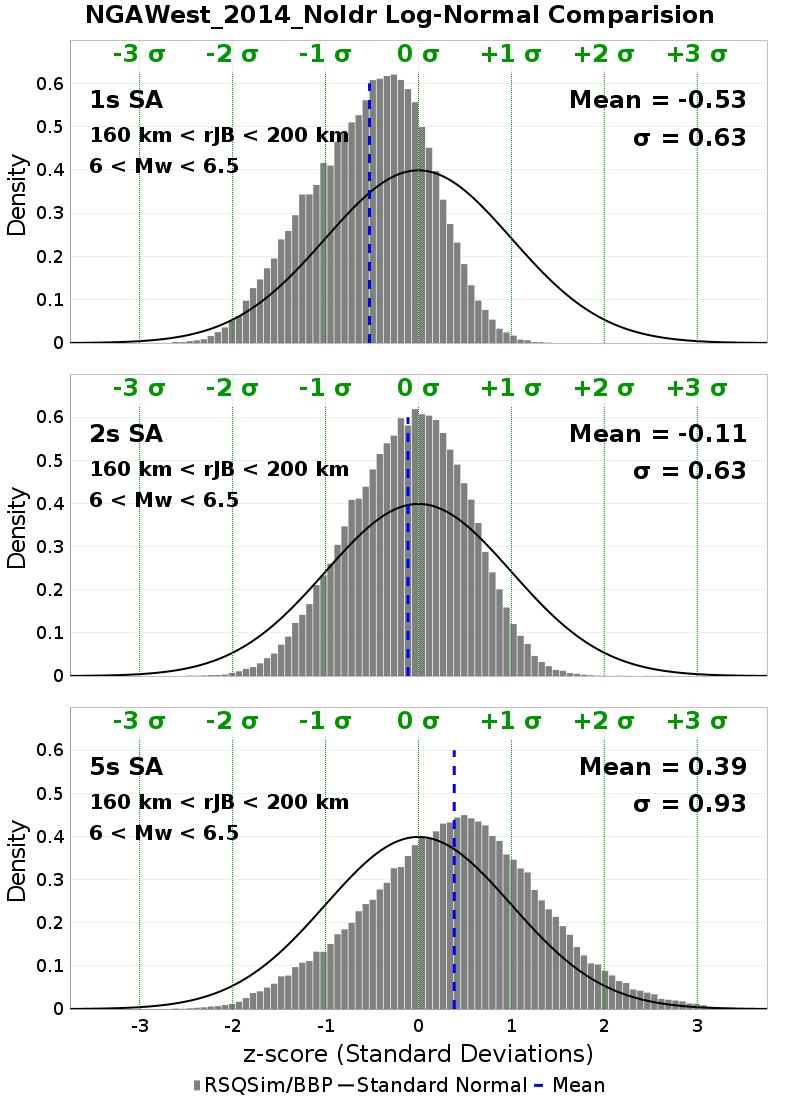 NGAWest_2014_NoIdr Log-Normal Comparision
-3 σ -2 σ -1 σ 0 σ +1 σ +2 σ +3 σ
1s SA
Mean = -0.53
160 km < rJB < 200 km
σ = 0.63
6 < Mw < 6.5
0.6
0.5
0.4
0.3
0.2
0.1
0
Density
-3 σ -2 σ -1 σ 0 σ +1 σ +2 σ +3 σ
2s SA
Mean = -0.11
160 km < rJB < 200 km
σ = 0.63
6 < Mw < 6.5
0.6
0.5
0.4
0.3
0.2
0.1
0
Density
-3 σ -2 σ -1 σ 0 σ +1 σ +2 σ +3 σ
5s SA
Mean = 0.39
160 km < rJB < 200 km
σ = 0.93
6 < Mw < 6.5
0.6
0.5
0.4
0.3
0.2
0.1
0
Density
-3 -2 -1 0 1 2 3
z-score (Standard Deviations)
RSQSim/BBP Standard Normal Mean